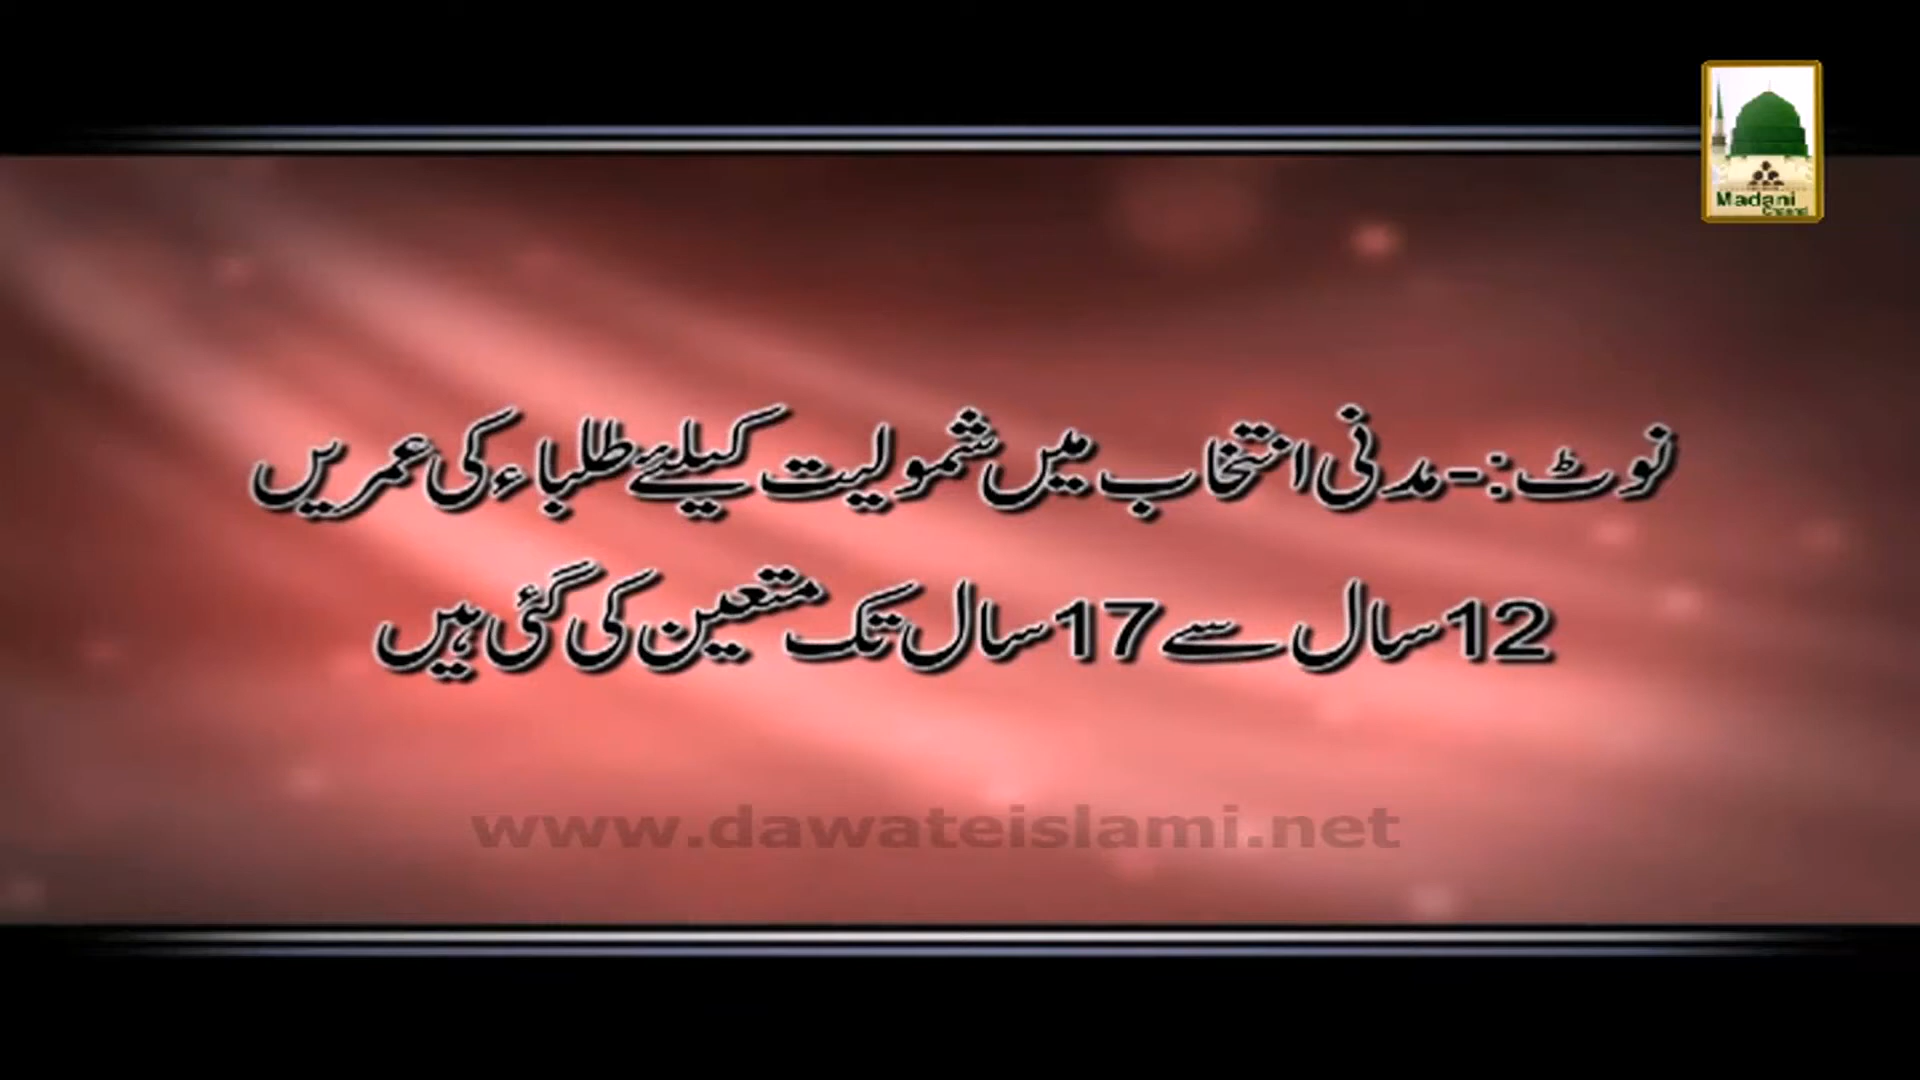 Madani
Channel
نوٹ:- مدنی انتخاب میں شمولیت کیلئے طلباء کی عمریں
12 سال سے 17 سال تک متعین کی گئی ہیں
www.dawateislami.net